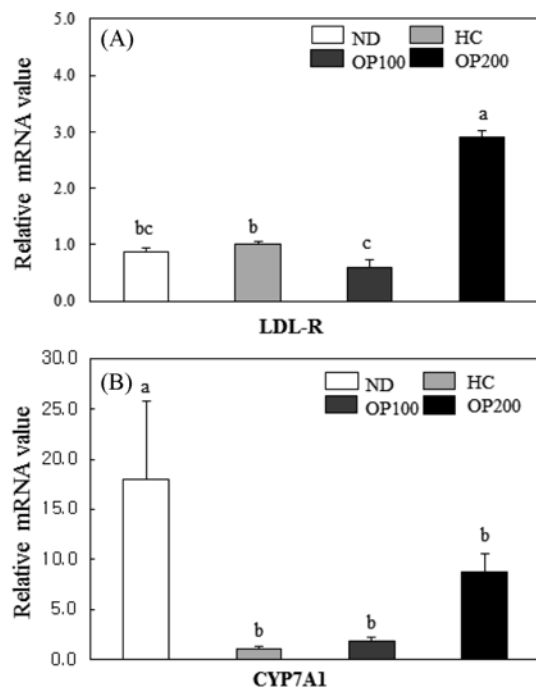 (A)
ND HC
OP100 OP200
Relative mRNA value
5.0
4.0
3.0
2.0
1.0
0.0
bc
b
c
a
LDL-R
(B)
ND HC
OP100 OP200
Relative mRNA value
30.0
25.0
20.0
15.0
10.0
5.0
0.0
a
b
b
b
CYP7A1